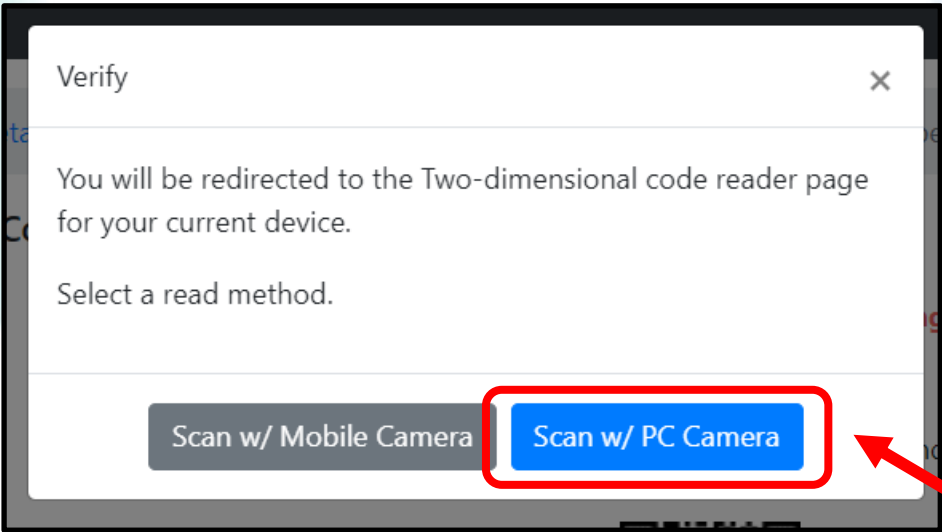 Verify ×
You will be redirected to the Two-dimensional code reader page
for your current device.
Select a read method.
Scan w/ Mobile Camera Scan w/ PC Camera